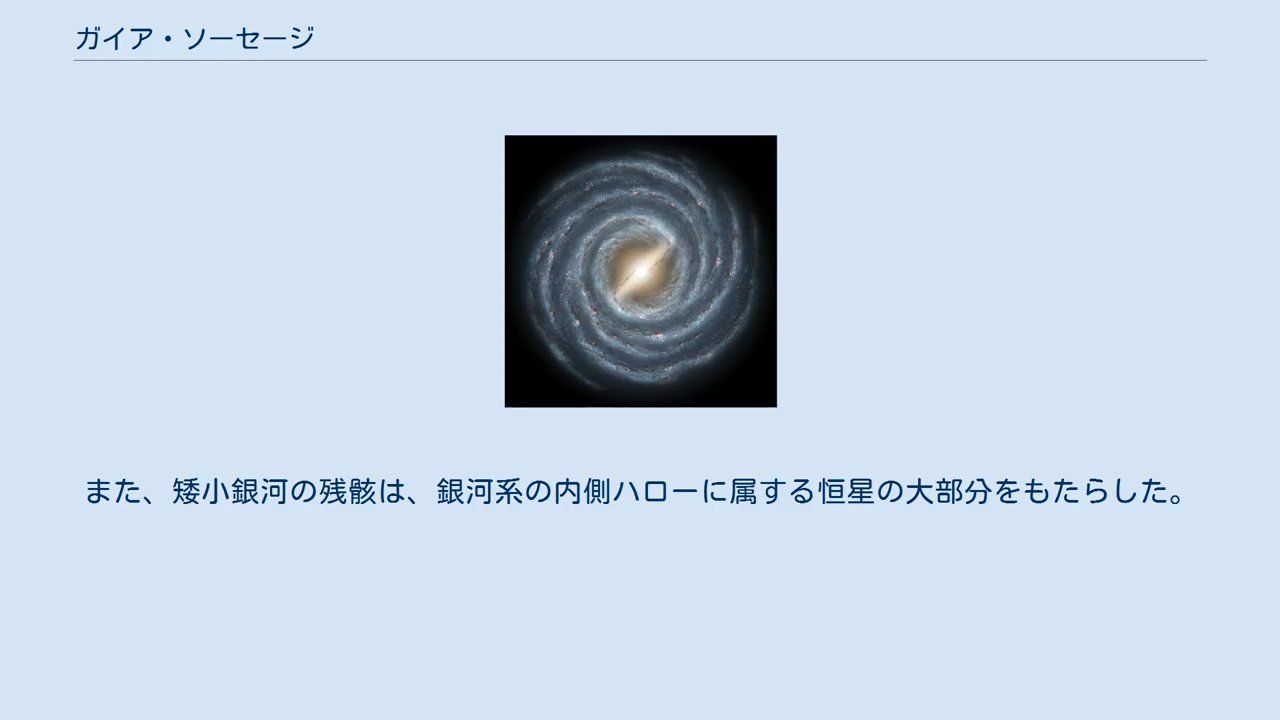 ガイア・ソーセージ
また、矮小銀河の残骸は、銀河系の内側ハローに属する恒星の大部分をもたらした。